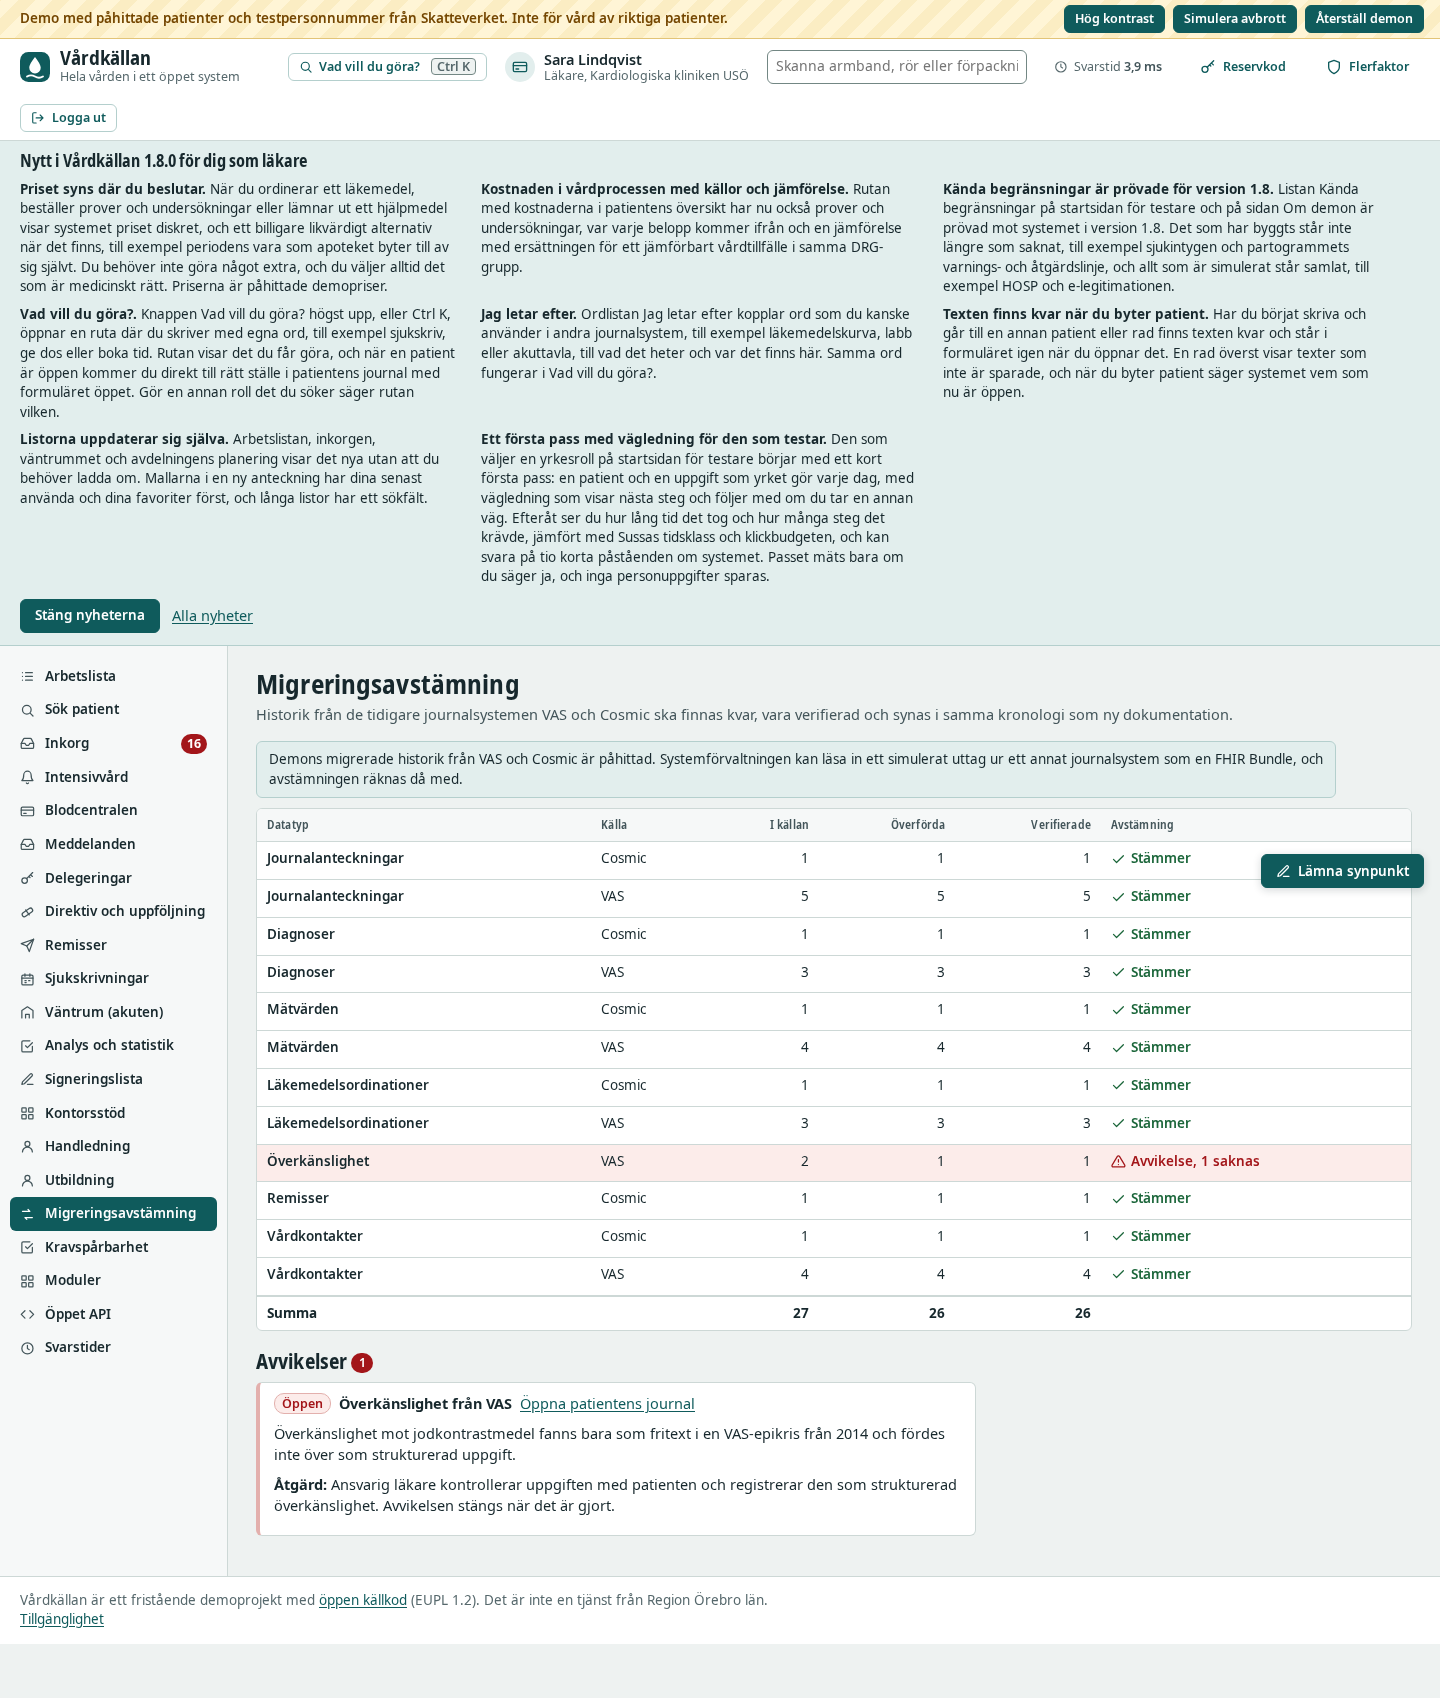 Demo med påhittade patienter och testpersonnummer från Skatteverket. Inte för vård av riktiga patienter.
Hög kontrast
Simulera avbrott
Återställ demon
Vårdkällan
Hela vården i ett öppet system
Vad vill du göra? Ctrl K
Sara Lindqvist
Läkare, Kardiologiska kliniken USÖ
Skanna armband, rör eller förpackni
Svarstid 3,9 ms
Reservkod
Flerfaktor
Logga ut
Nytt i Vårdkällan 1.8.0 för dig som läkare
Priset syns där du beslutar. När du ordinerar ett läkemedel,
beställer prover och undersökningar eller lämnar ut ett hjälpmedel
visar systemet priset diskret, och ett billigare likvärdigt alternativ
när det finns, till exempel periodens vara som apoteket byter till av
sig självt. Du behöver inte göra något extra, och du väljer alltid det
som är medicinskt rätt. Priserna är påhittade demopriser.
Kostnaden i vårdprocessen med källor och jämförelse. Rutan
med kostnaderna i patientens översikt har nu också prover och
undersökningar, var varje belopp kommer ifrån och en jämförelse
med ersättningen för ett jämförbart vårdtillfälle i samma DRG-
grupp.
Kända begränsningar är prövade för version 1.8. Listan Kända
begränsningar på startsidan för testare och på sidan Om demon är
prövad mot systemet i version 1.8. Det som har byggts står inte
längre som saknat, till exempel sjukintygen och partogrammets
varnings- och åtgärdslinje, och allt som är simulerat står samlat, till
exempel HOSP och e-legitimationen.
Vad vill du göra?. Knappen Vad vill du göra? högst upp, eller Ctrl K,
öppnar en ruta där du skriver med egna ord, till exempel sjukskriv,
ge dos eller boka tid. Rutan visar det du får göra, och när en patient
är öppen kommer du direkt till rätt ställe i patientens journal med
formuläret öppet. Gör en annan roll det du söker säger rutan
vilken.
Jag letar efter. Ordlistan Jag letar efter kopplar ord som du kanske
använder i andra journalsystem, till exempel läkemedelskurva, labb
eller akuttavla, till vad det heter och var det finns här. Samma ord
fungerar i Vad vill du göra?.
Texten finns kvar när du byter patient. Har du börjat skriva och
går till en annan patient eller rad finns texten kvar och står i
formuläret igen när du öppnar det. En rad överst visar texter som
inte är sparade, och när du byter patient säger systemet vem som
nu är öppen.
Listorna uppdaterar sig själva. Arbetslistan, inkorgen,
väntrummet och avdelningens planering visar det nya utan att du
behöver ladda om. Mallarna i en ny anteckning har dina senast
använda och dina favoriter först, och långa listor har ett sökfält.
Ett första pass med vägledning för den som testar. Den som
väljer en yrkesroll på startsidan för testare börjar med ett kort
första pass: en patient och en uppgift som yrket gör varje dag, med
vägledning som visar nästa steg och följer med om du tar en annan
väg. Efteråt ser du hur lång tid det tog och hur många steg det
krävde, jämfört med Sussas tidsklass och klickbudgeten, och kan
svara på tio korta påståenden om systemet. Passet mäts bara om
du säger ja, och inga personuppgifter sparas.
Stäng nyheterna
Alla nyheter
Arbetslista
Sök patient
Inkorg 16
Intensivvård
Blodcentralen
Meddelanden
Delegeringar
Direktiv och uppföljning
Remisser
Sjukskrivningar
Väntrum (akuten)
Analys och statistik
Signeringslista
Kontorsstöd
Handledning
Utbildning
Migreringsavstämning
Kravspårbarhet
Moduler
Öppet API
Svarstider
Migreringsavstämning
Historik från de tidigare journalsystemen VAS och Cosmic ska finnas kvar, vara verifierad och synas i samma kronologi som ny dokumentation.
Demons migrerade historik från VAS och Cosmic är påhittad. Systemförvaltningen kan läsa in ett simulerat uttag ur ett annat journalsystem som en FHIR Bundle, och
avstämningen räknas då med.
Datatyp Källa I källan Överförda Verifierade Avstämning
Journalanteckningar Cosmic 1 1 1 Stämmer
Lämna synpunkt
Journalanteckningar VAS 5 5 5 Stämmer
Diagnoser Cosmic 1 1 1 Stämmer
Diagnoser VAS 3 3 3 Stämmer
Mätvärden Cosmic 1 1 1 Stämmer
Mätvärden VAS 4 4 4 Stämmer
Läkemedelsordinationer Cosmic 1 1 1 Stämmer
Läkemedelsordinationer VAS 3 3 3 Stämmer
Överkänslighet VAS 2 1 1 Avvikelse, 1 saknas
Remisser Cosmic 1 1 1 Stämmer
Vårdkontakter Cosmic 1 1 1 Stämmer
Vårdkontakter VAS 4 4 4 Stämmer
Summa 27 26 26
Avvikelser 1
Öppen Överkänslighet från VAS Öppna patientens journal
Överkänslighet mot jodkontrastmedel fanns bara som fritext i en VAS-epikris från 2014 och fördes
inte över som strukturerad uppgift.
Åtgärd: Ansvarig läkare kontrollerar uppgiften med patienten och registrerar den som strukturerad
överkänslighet. Avvikelsen stängs när det är gjort.
Vårdkällan är ett fristående demoprojekt med öppen källkod (EUPL 1.2). Det är inte en tjänst från Region Örebro län.
Tillgänglighet